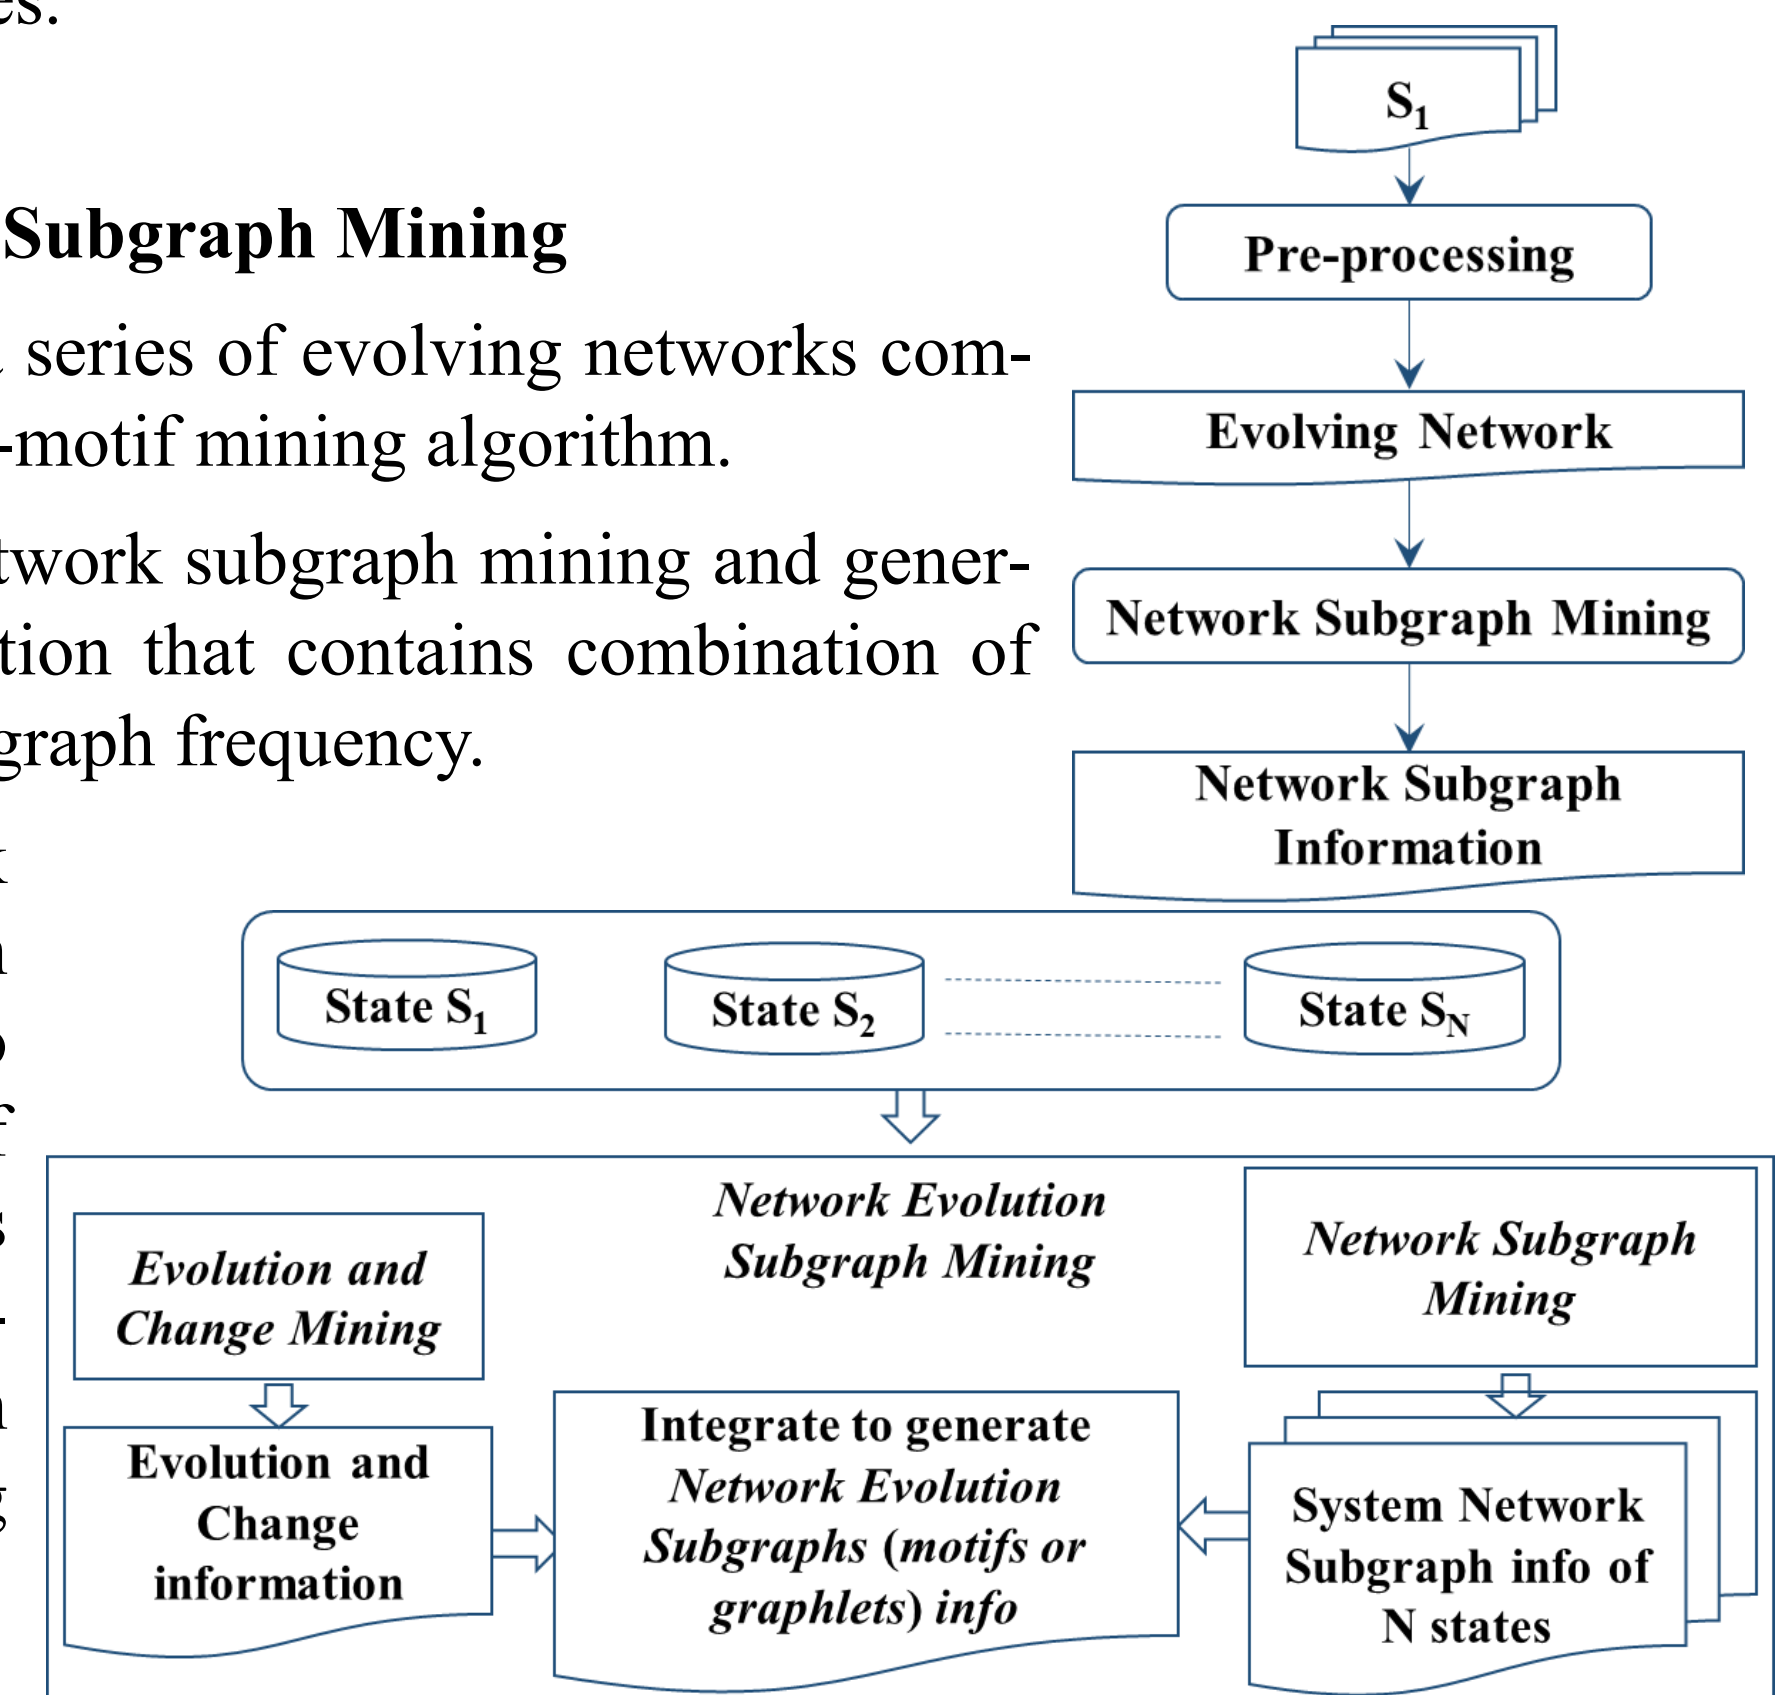 es.
Subgraph Mining
series of evolving networks com-
-motif mining algorithm.
twork subgraph mining and gener-
tion that contains combination of
graph frequency.
S₁
Pre-processing
Evolving Network
Network Subgraph Mining
Network Subgraph
Information
State S₁
State S₂
State S_N
Network Evolution
Subgraph Mining
Evolution and
Change Mining
Network Subgraph
Mining
Evolution and
Change
information
Integrate to generate
Network Evolution
Subgraphs (motifs or
graphlets) info
System Network
Subgraph info of
N states